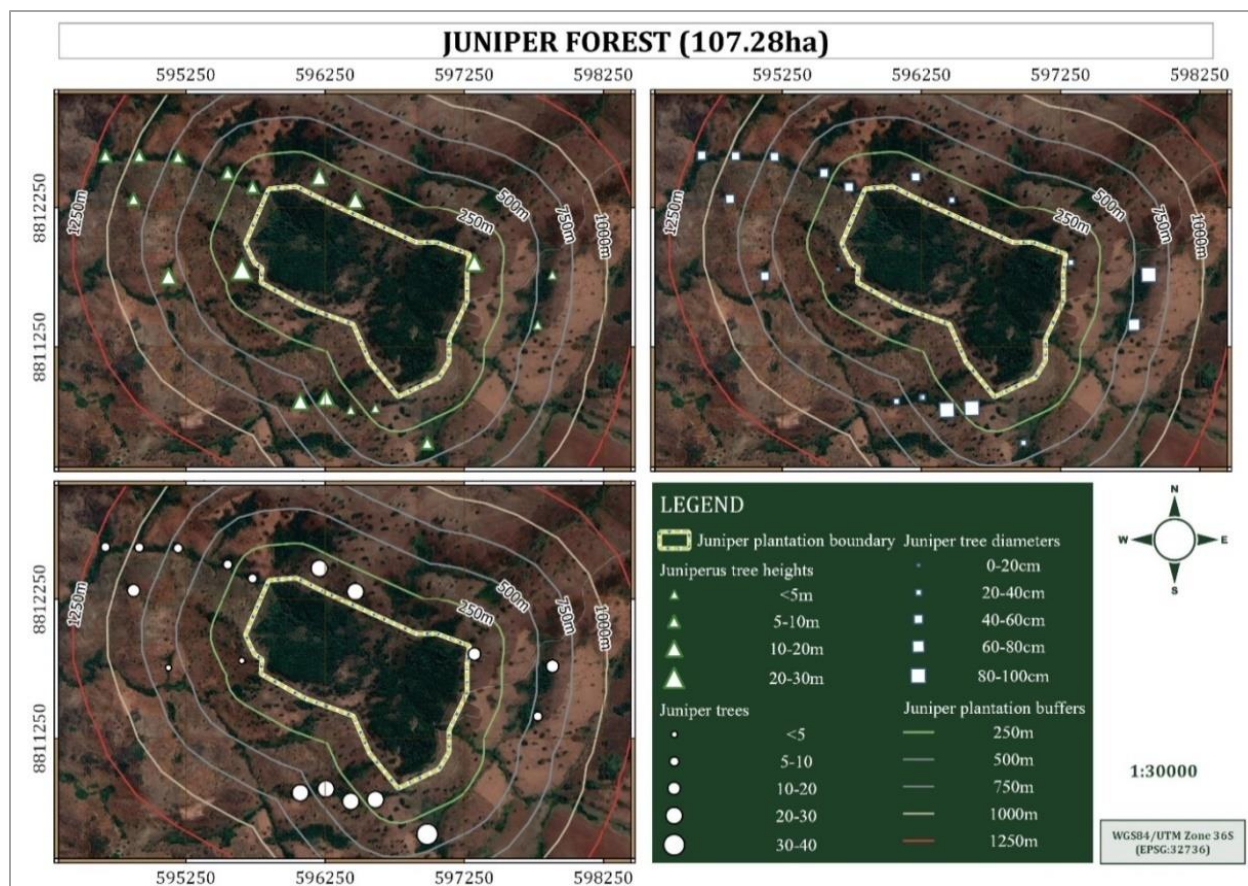 JUNIPER FOREST (107.28ha)
595250 596250 597250 598250
595250 596250 597250 598250
8812250
8811250
1250m
250m
500m
750m
1000m
1250m
250m
500m
750m
1000m
8812250
8811250
1250m
250m
500m
750m
1000m
595250 596250 597250 598250
LEGEND
Juniper plantation boundary
Juniperus tree heights
<5m
5-10m
10-20m
20-30m
Juniper trees
<5
5-10
10-20
20-30
30-40
Juniper tree diameters
0-20cm
20-40cm
40-60cm
60-80cm
80-100cm
Juniper plantation buffers
250m
500m
750m
1000m
1250m
N
W E
S
1:30000
WGS84/UTM Zone 36S
(EPSG:32736)